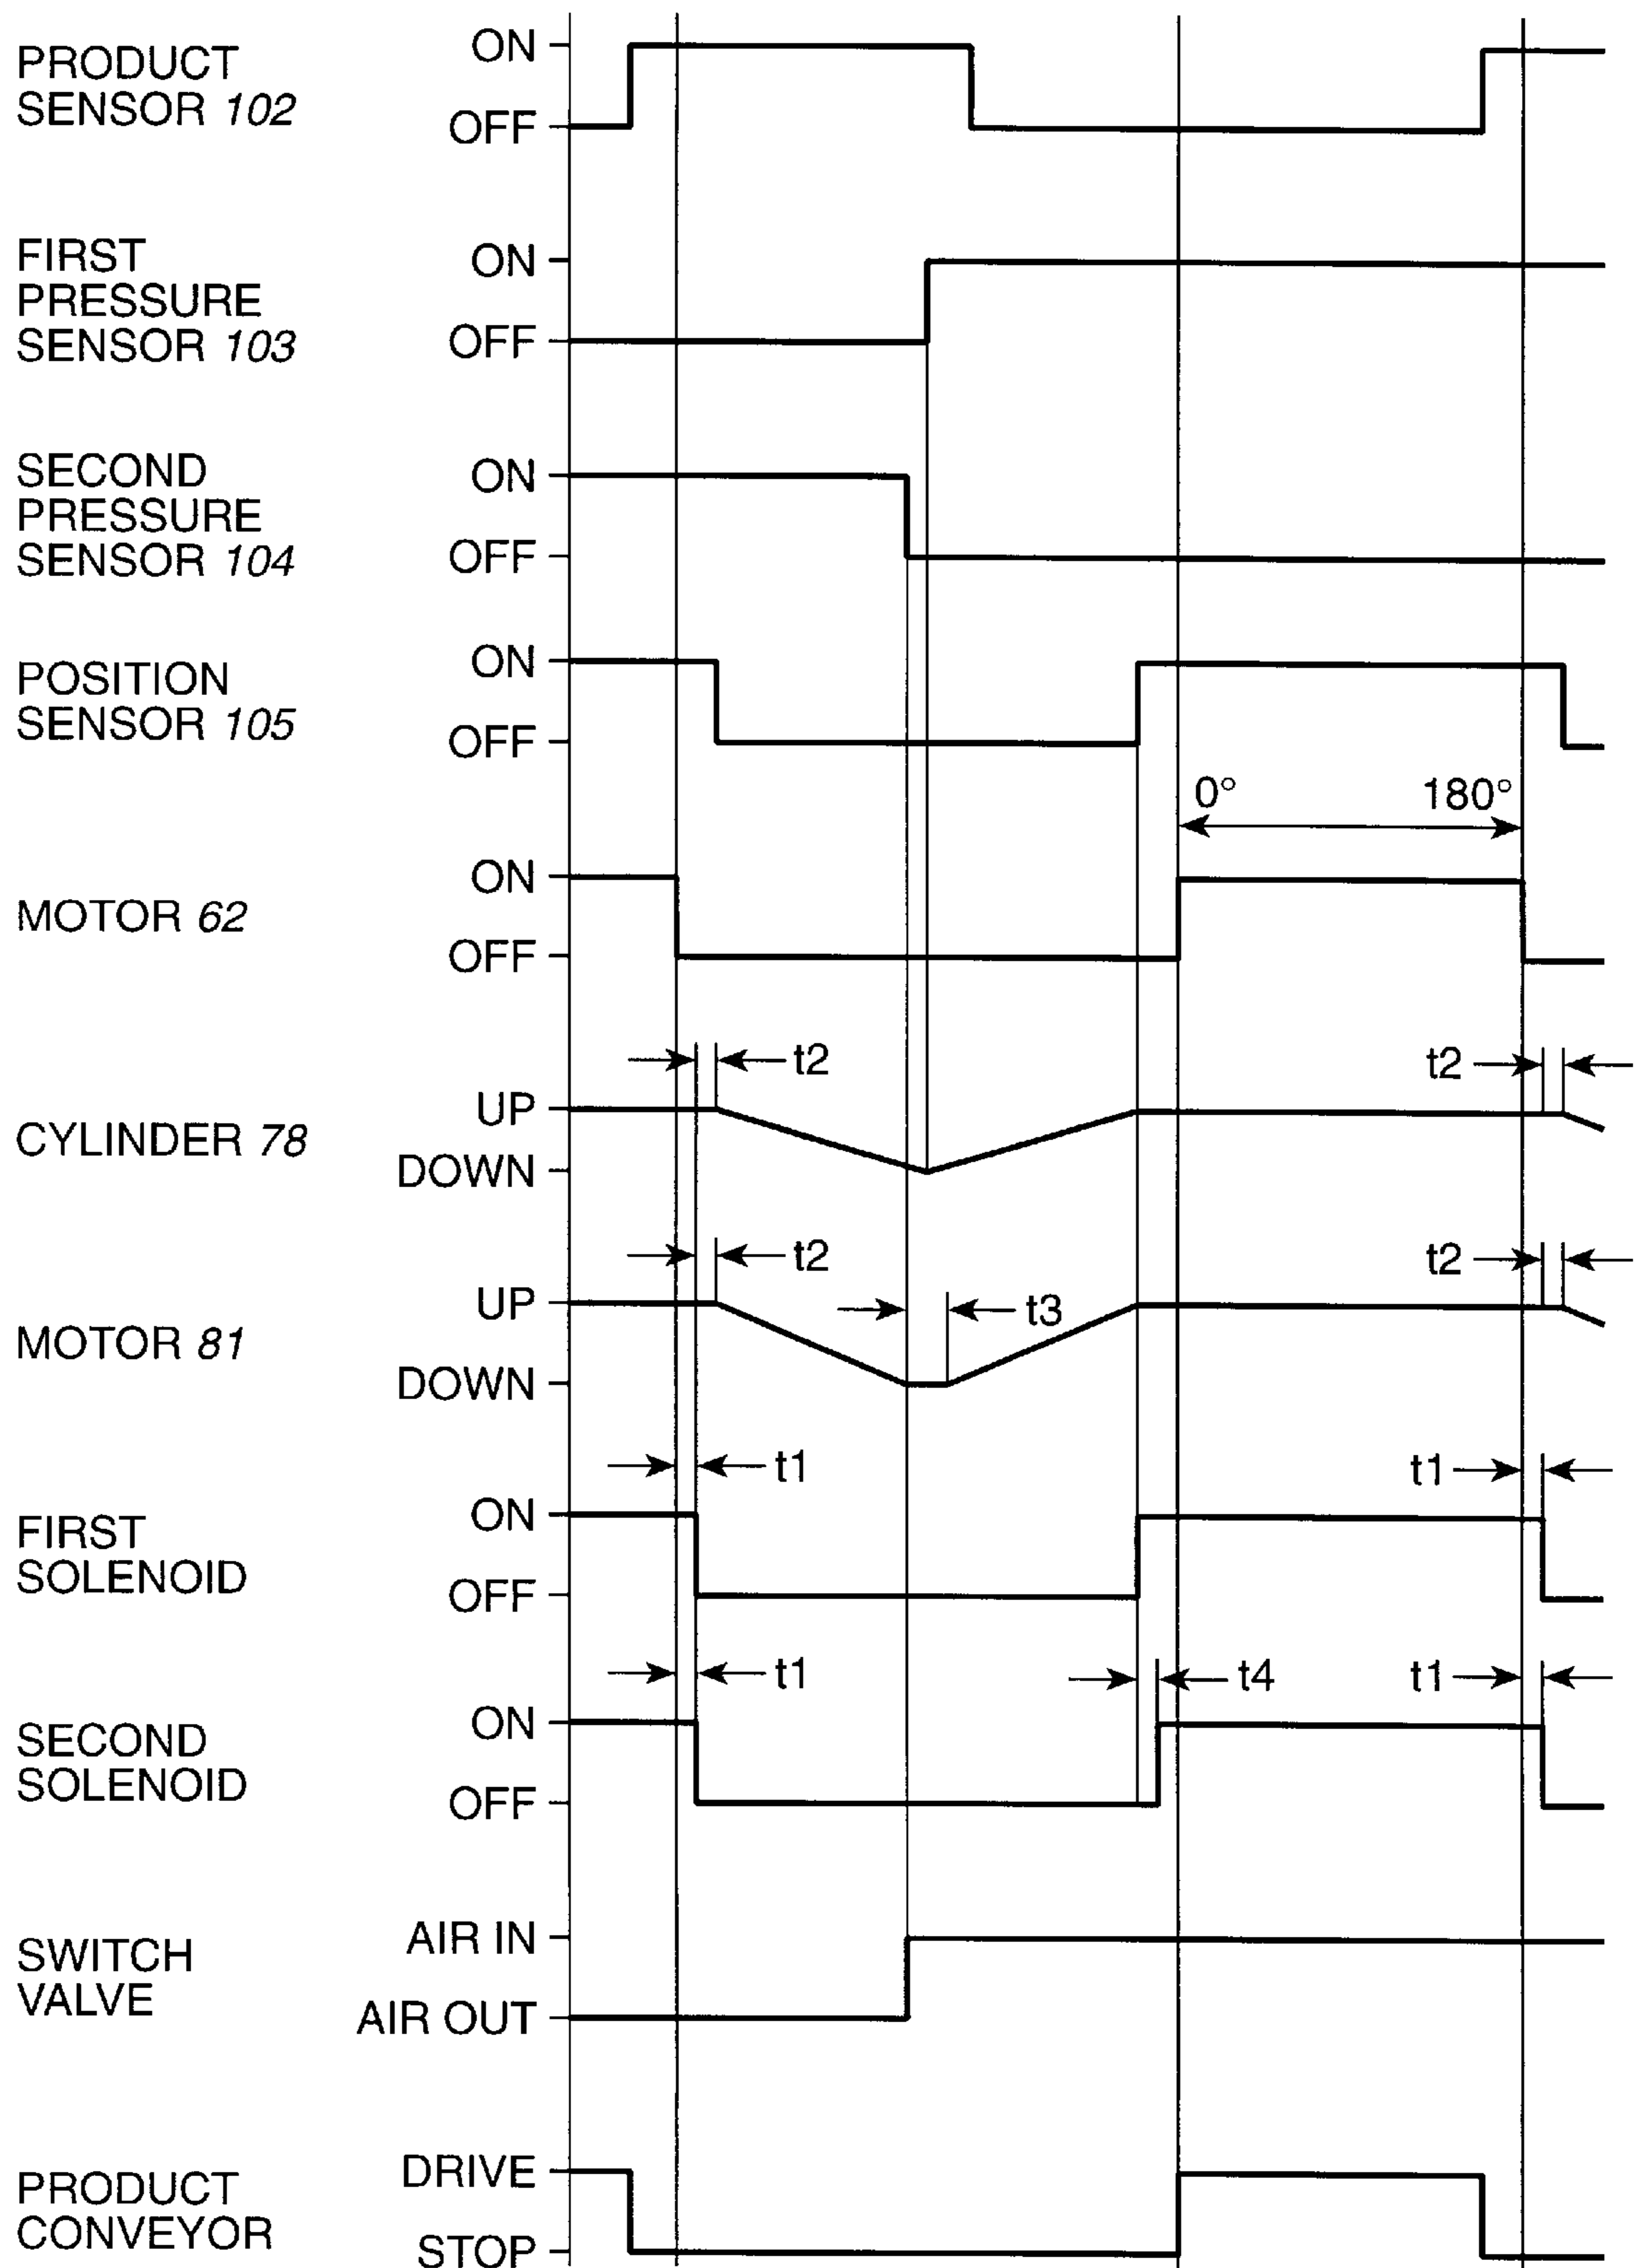 PRODUCT
SENSOR 102
ON
OFF
FIRST
PRESSURE
SENSOR 103
ON
OFF
SECOND
PRESSURE
SENSOR 104
ON
OFF
POSITION
SENSOR 105
ON
OFF
0° 180°
MOTOR 62
ON
OFF
t2 t2
CYLINDER 78
UP
DOWN
t2 t2
t3
MOTOR 81
UP
DOWN
t1 t1
FIRST
SOLENOID
ON
OFF
t1 t4 t1
SECOND
SOLENOID
ON
OFF
SWITCH
VALVE
AIR IN
AIR OUT
PRODUCT
CONVEYOR
DRIVE
STOP